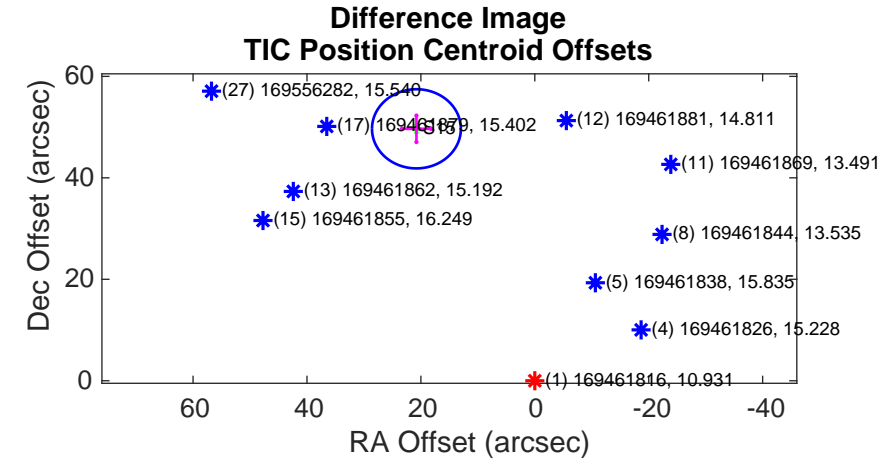 Difference Image
TIC Position Centroid Offsets
60
40
20
0
Dec Offset (arcsec)
(27) 169556282, 15.540
(17) 169461879, 15.402
S15
(12) 169461881, 14.811
(11) 169461869, 13.491
(13) 169461862, 15.192
(15) 169461855, 16.249
(8) 169461844, 13.535
(5) 169461838, 15.835
(4) 169461826, 15.228
(1) 169461816, 10.931
60
40
20
0
-20
-40
RA Offset (arcsec)